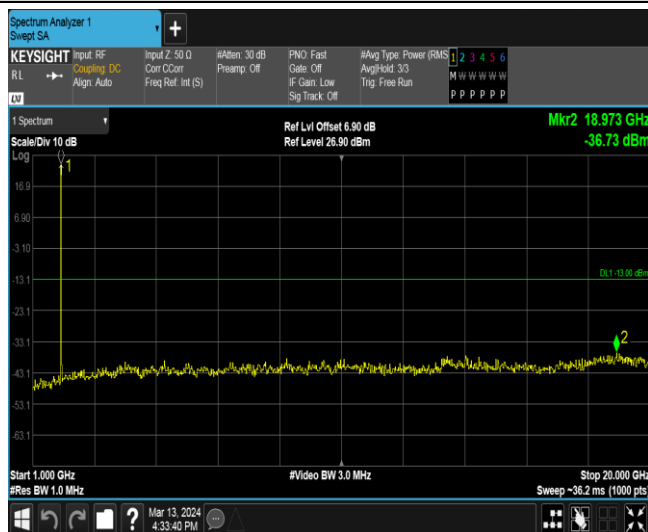 Spectrum Analyzer 1
Swept SA
KEYSIGHT
RL
Input: RF
Coupling: DC
Align: Auto
Input Z: 50 Ω
Corr CCorr
Freq Ref: Int (S)
#Atten: 30 dB
Preamp: Off
PNO: Fast
Gate: Off
IF Gain: Low
Sig Track: Off
#Avg Type: Power (RMS
Avg|Hold: 3/3
Trig: Free Run
1 2 3 4 5 6
M W W W W W
P P P P P P
1 Spectrum
Scale/Div 10 dB
Log
Ref Lvl Offset 6.90 dB
Ref Level 26.90 dBm
Mkr2 18.973 GHz
-36.73 dBm
1
16.9
6.90
-3.10
DL1 -13.00 dBm
-13.1
-23.1
-33.1
2
-43.1
-53.1
-63.1
Start 1.000 GHz
#Video BW 3.0 MHz
Stop 20.000 GHz
#Res BW 1.0 MHz
Sweep ~36.2 ms (1000 pts)
?
Mar 13, 2024
4:33:40 PM